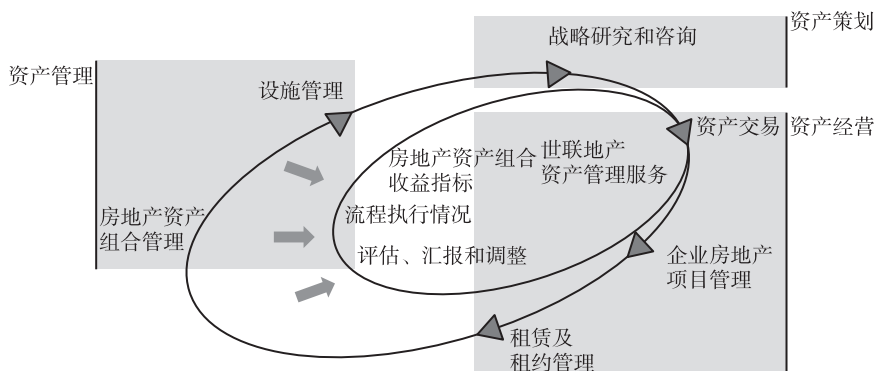 资产策划
战略研究和咨询
资产管理
设施管理
资产交易
资产经营
房地产资产组合
收益指标
世联地产
资产管理服务
房地产资产
组合管理
流程执行情况
评估、汇报和调整
企业房地产
项目管理
租赁及
租约管理